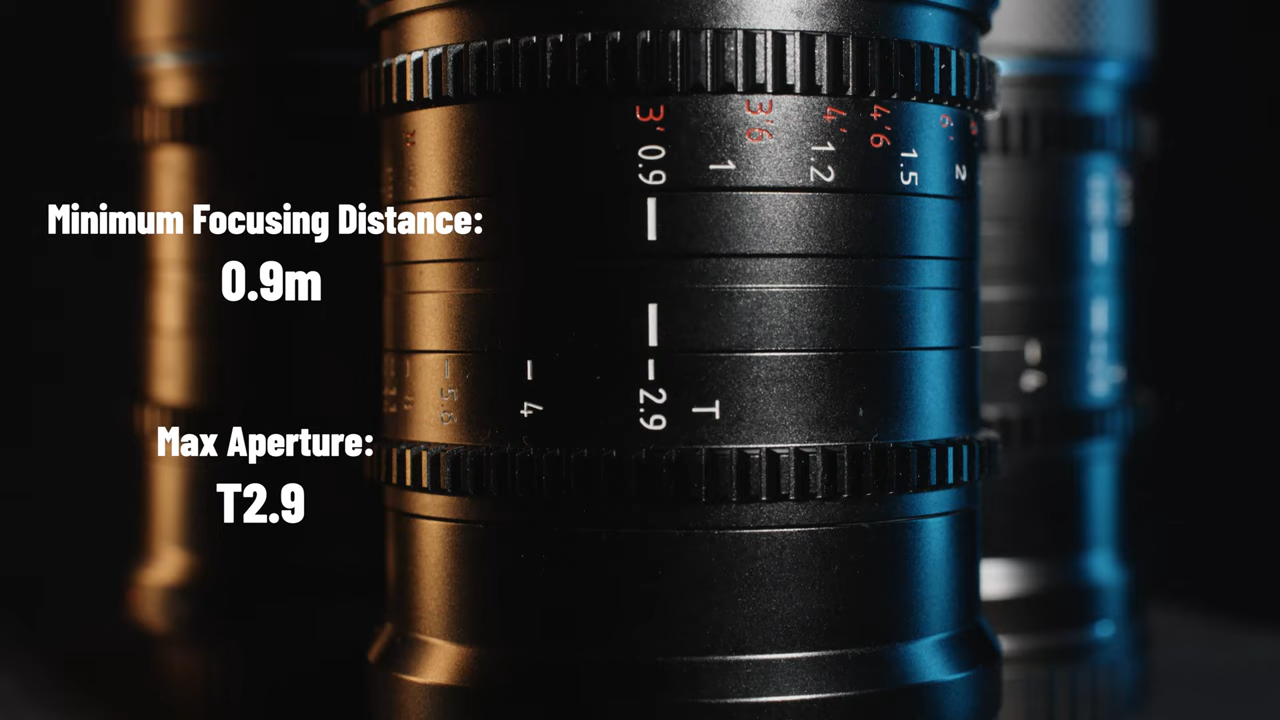 Minimum Focusing Distance:
0.9m
Max Aperture:
T2.9
3' 3'6 4' 4'6 6'
0.9 1 1.2 1.5 2
5.6 4 2.9 T